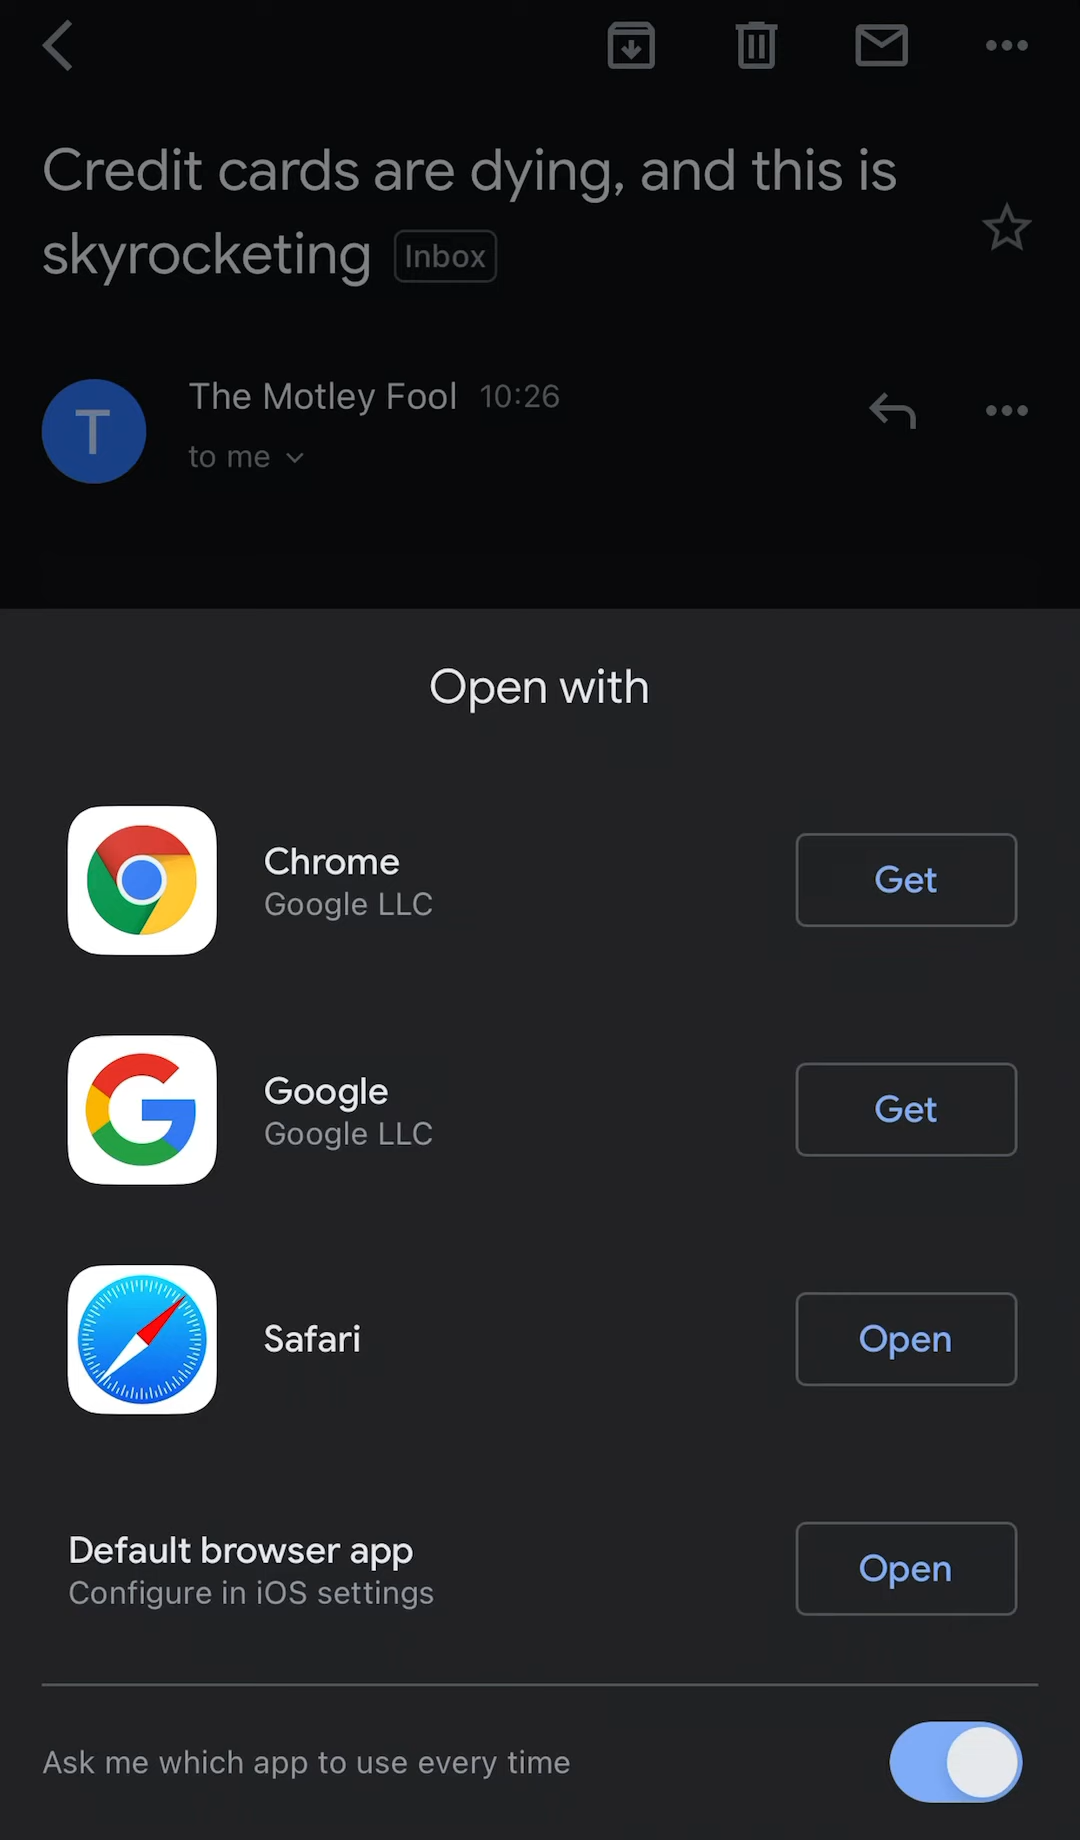 Credit cards are dying, and this is
skyrocketing Inbox
T
The Motley Fool 10:26
to me
Open with
Chrome
Google LLC
Get
Google
Google LLC
Get
Safari
Open
Default browser app
Configure in iOS settings
Open
Ask me which app to use every time